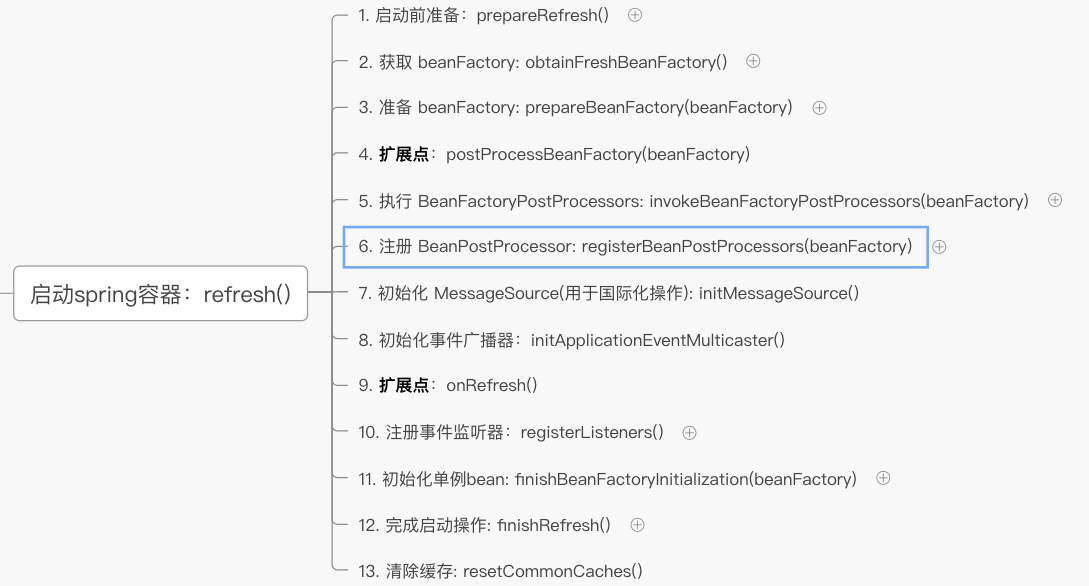 1. 启动前准备：prepareRefresh()
2. 获取 beanFactory: obtainFreshBeanFactory()
3. 准备 beanFactory: prepareBeanFactory(beanFactory)
4. 扩展点：postProcessBeanFactory(beanFactory)
5. 执行 BeanFactoryPostProcessors: invokeBeanFactoryPostProcessors(beanFactory)
6. 注册 BeanPostProcessor: registerBeanPostProcessors(beanFactory)
启动spring容器：refresh()
7. 初始化 MessageSource(用于国际化操作): initMessageSource()
8. 初始化事件广播器：initApplicationEventMulticaster()
9. 扩展点：onRefresh()
10. 注册事件监听器：registerListeners()
11. 初始化单例bean: finishBeanFactoryInitialization(beanFactory)
12. 完成启动操作: finishRefresh()
13. 清除缓存: resetCommonCaches()